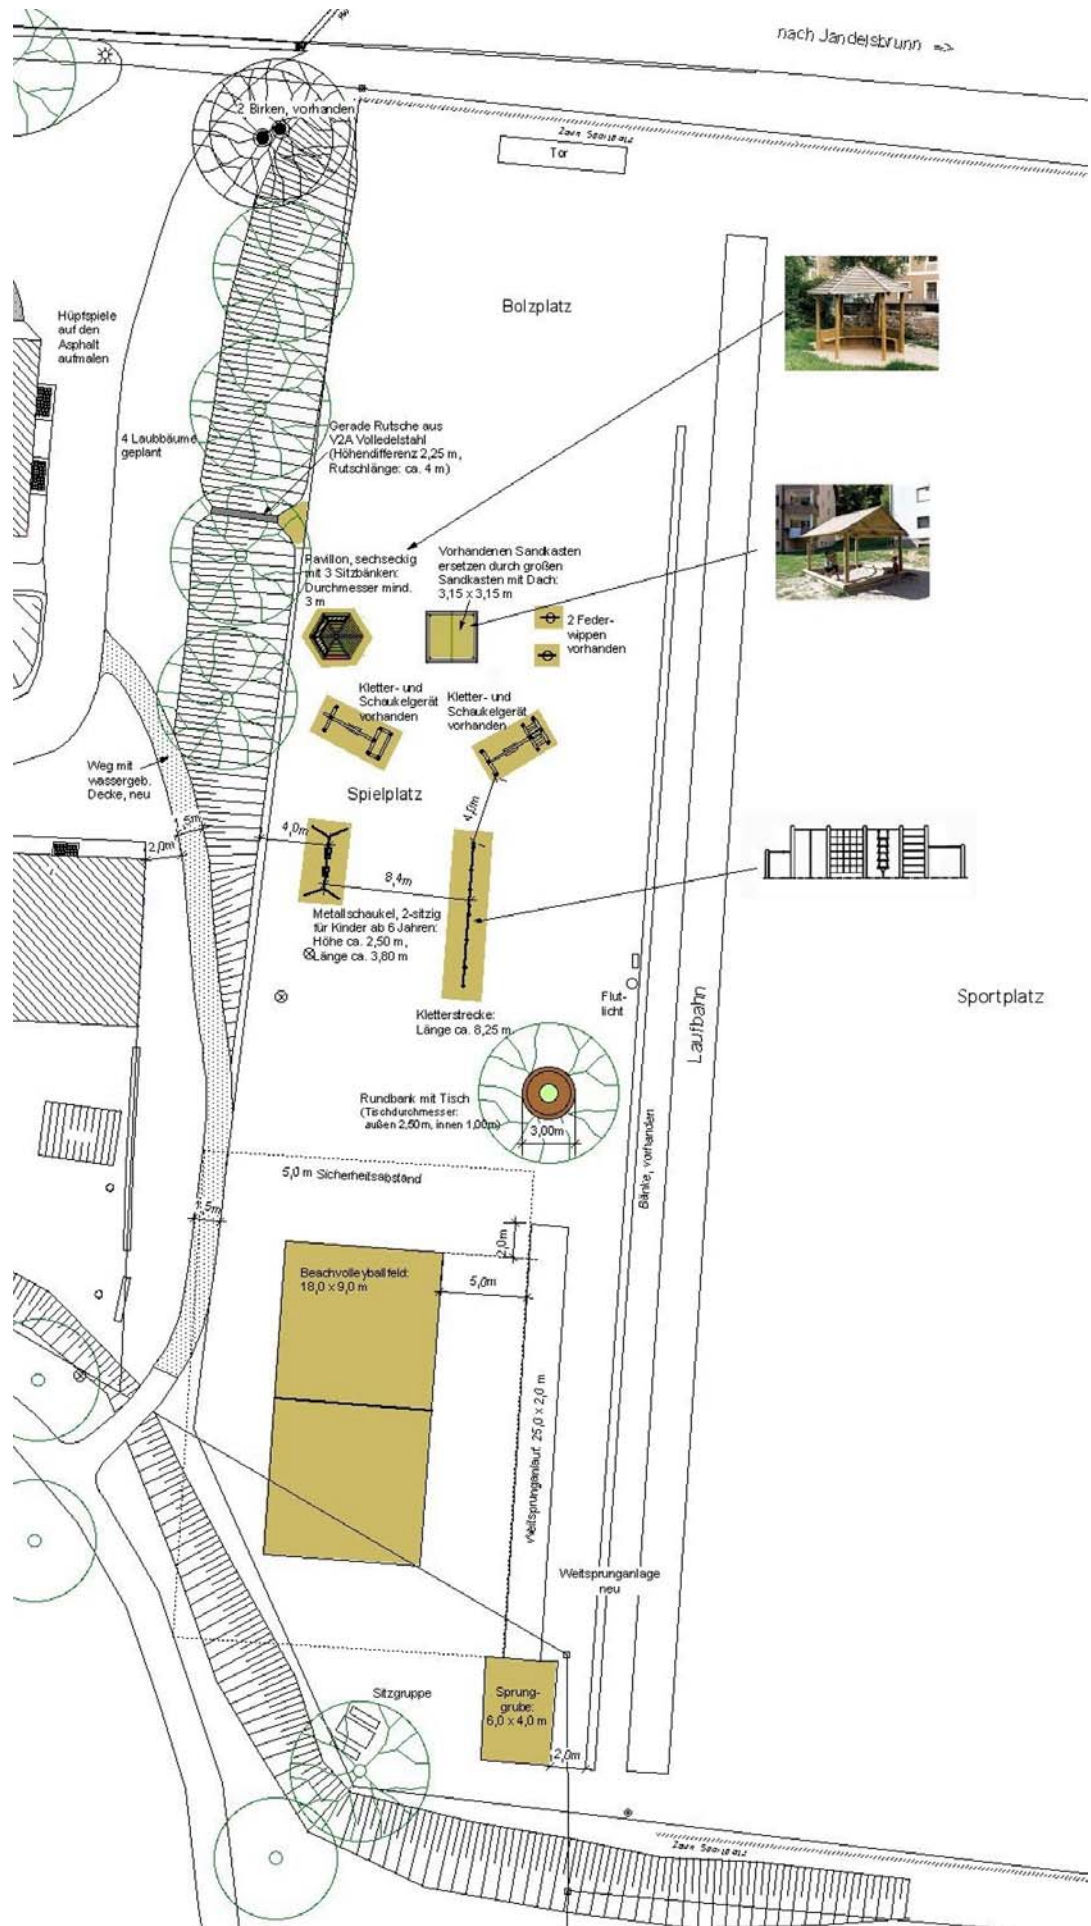 nach Jandelsbrunn =>
2 Birken, vorhanden
Zaun Sportplatz
Tor
Bolzplatz
Hüpfspiele
auf den
Asphalt
aufmalen
4 Laubbäume
geplant
Gerade Rutsche aus
V2A Volledelstahl
(Höhendifferenz 2,25 m,
Rutschlänge: ca. 4 m)
Pavillon, sechseckig
mit 3 Sitzbänken:
Durchmesser mind.
3 m
Vorhandenen Sandkasten
ersetzen durch großen
Sandkasten mit Dach:
3,15 x 3,15 m
2 Feder-
wippen
vorhanden
Kletter- und
Schaukelgerät
vorhanden
Kletter- und
Schaukelgerät
vorhanden
Weg mit
wassergeb.
Decke, neu
Spielplatz
1,5m
2,0m
4,0m
4,0m
8,4m
Metallschaukel, 2-sitzig
für Kinder ab 6 Jahren:
Höhe ca. 2,50 m,
Länge ca. 3,80 m
Kletterstrecke:
Länge ca. 8,25 m
Flut-
licht
Laufbahn
Sportplatz
Rundbank mit Tisch
(Tischdurchmesser:
außen 2,50m, innen 1,00m)
3,00m
Bänke, vorhanden
5,0 m Sicherheitsabstand
1,5m
2,0m
Beachvolleyballfeld:
18,0 x 9,0 m
5,0m
Weitsprunganlauf: 25,0 x 2,0 m
Weitsprunganlage
neu
Sitzgruppe
Sprung-
grube:
6,0 x 4,0 m
2,0m
Zaun Sportplatz